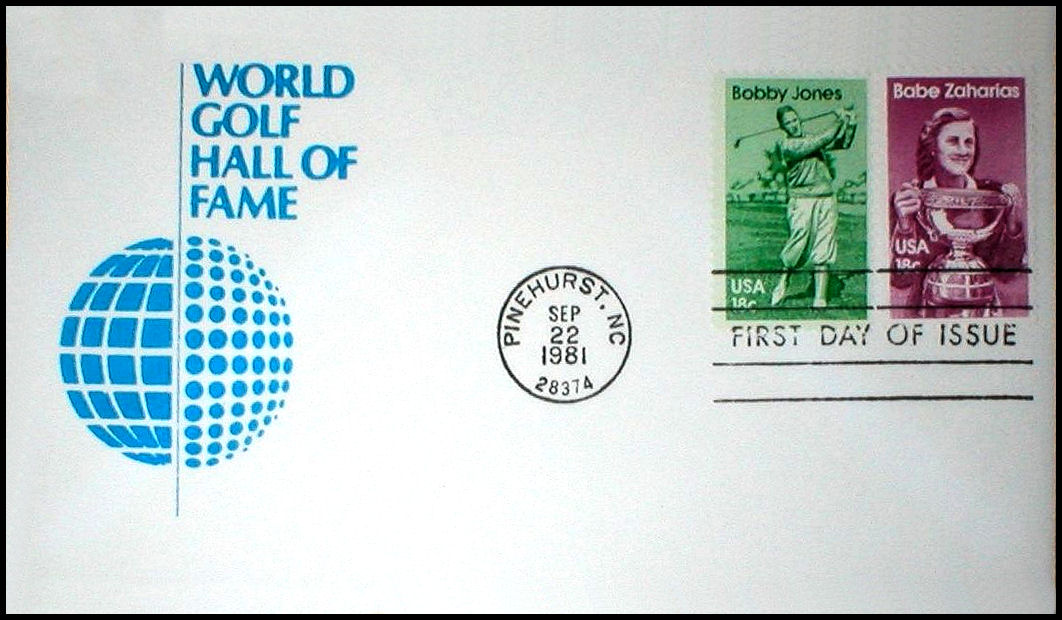 WORLD
GOLF
HALL OF
FAME
PINEHURST, NC
SEP
22
1981
28374
Bobby Jones
USA
18c
Babe Zaharias
USA
18c
FIRST DAY OF ISSUE